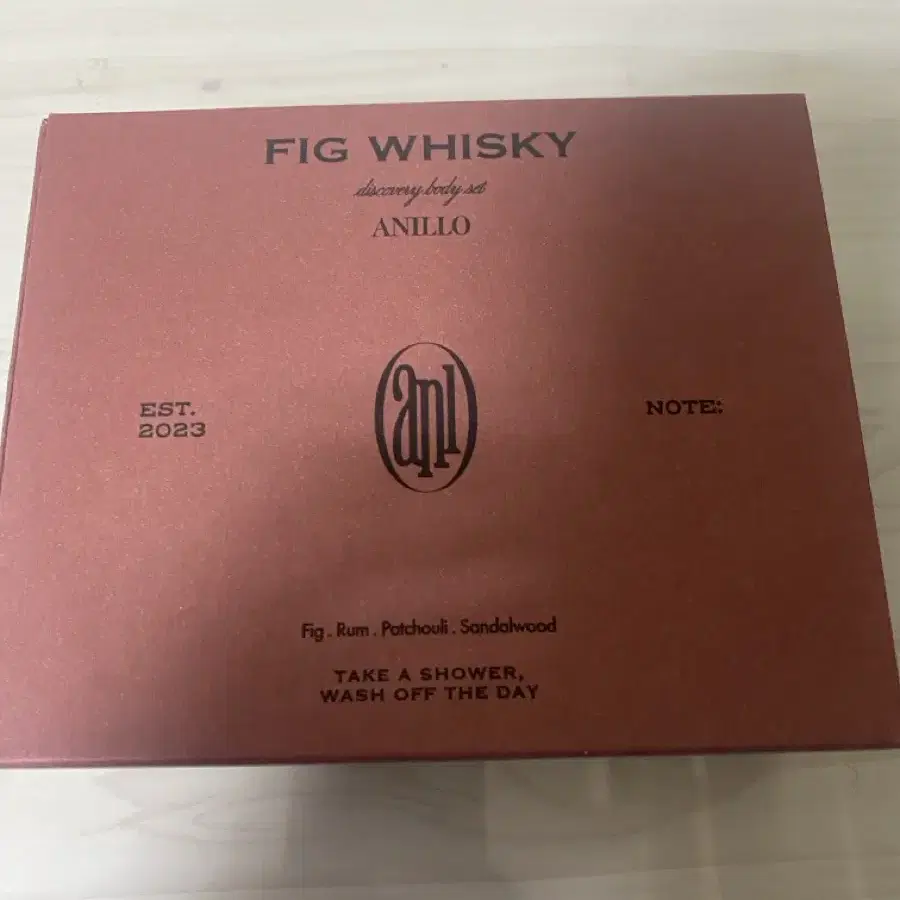 FIG WHISKY
discovery body set
ANILLO
EST.
2023
anl
NOTE:
Fig . Rum . Patchouli . Sandalwood
TAKE A SHOWER,
WASH OFF THE DAY